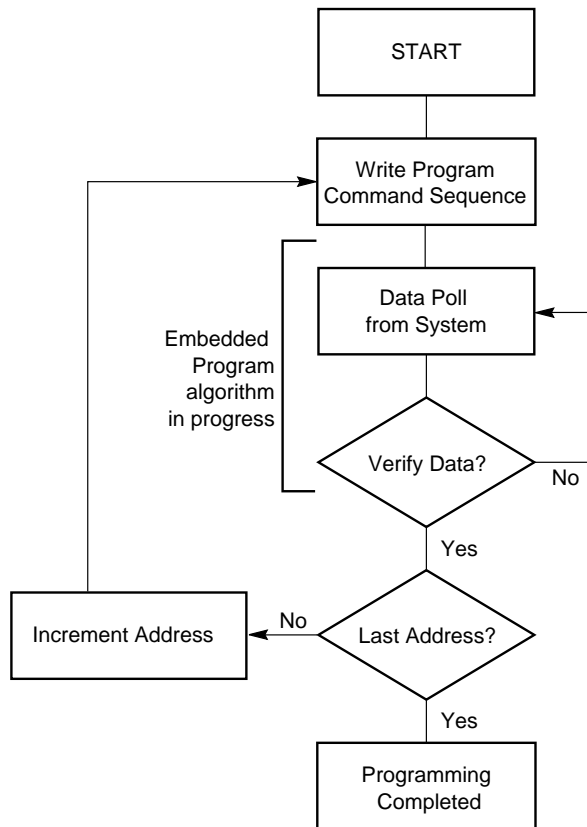 START
Write Program
Command Sequence
Data Poll
from System
Embedded
Program
algorithm
in progress
Verify Data?
No
Yes
Increment Address
No
Last Address?
Yes
Programming
Completed